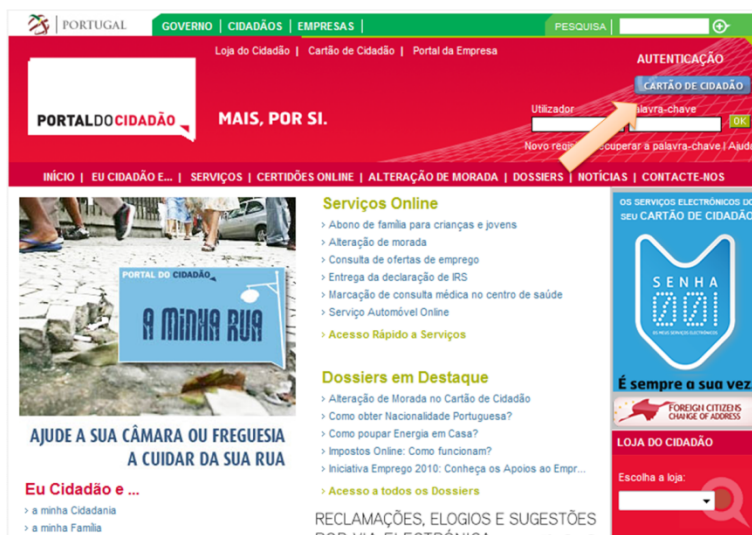 PORTUGAL
GOVERNO | CIDADÃOS | EMPRESAS |
PESQUISA |
Loja do Cidadão | Cartão de Cidadão | Portal da Empresa
AUTENTICAÇÃO
CARTÃO DE CIDADÃO
PORTALDOCIDADÃO
MAIS, POR SI.
Utilizador
OK
Novo
a palavra-chave | Ajuda
INÍCIO | EU CIDADÃO E... | SERVIÇOS | CERTIDÕES ONLINE | ALTERAÇÃO DE MORADA | DOSSIERS | NOTÍCIAS | CONTACTE-NOS
PORTAL DO CIDADÃO
A MINHA RUA
AJUDE A SUA CÂMARA OU FREGUESIA
A CUIDAR DA SUA RUA
Eu Cidadão e ...
> a minha Cidadania
> a minha Família
Serviços Online
> Abono de família para crianças e jovens
> Alteração de morada
> Consulta de ofertas de emprego
> Entrega da declaração de IRS
> Marcação de consulta médica no centro de saúde
> Serviço Automóvel Online
> Acesso Rápido a Serviços
Dossiers em Destaque
> Alteração de Morada no Cartão de Cidadão
> Como obter Nacionalidade Portuguesa?
> Como poupar Energia em Casa?
> Impostos Online: Como funcionam?
> Iniciativa Emprego 2010: Conheça os Apoios ao Empr...
> Acesso a todos os Dossiers
RECLAMAÇÕES, ELOGIOS E SUGESTÕES
POR VIA ELECTRÓNICA
OS SERVIÇOS ELECTRÓNICOS DO
SEU CARTÃO DE CIDADÃO
SENHA
001
OS MEUS SERVIÇOS ELECTRÓNICOS
É sempre a sua vez
FOREIGN CITIZENS
CHANGE OF ADDRESS
LOJA DO CIDADÃO
Escolha a loja: